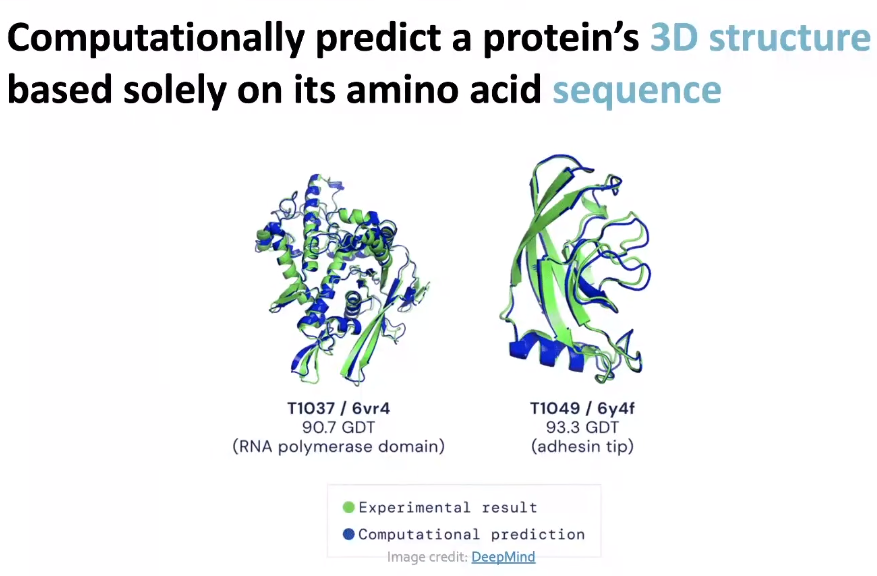 Computationally predict a protein's 3D structure
based solely on its amino acid sequence
T1037 / 6vr4
90.7 GDT
(RNA polymerase domain)
T1049 / 6y4f
93.3 GDT
(adhesin tip)
Experimental result
Computational prediction
Image credit: DeepMind